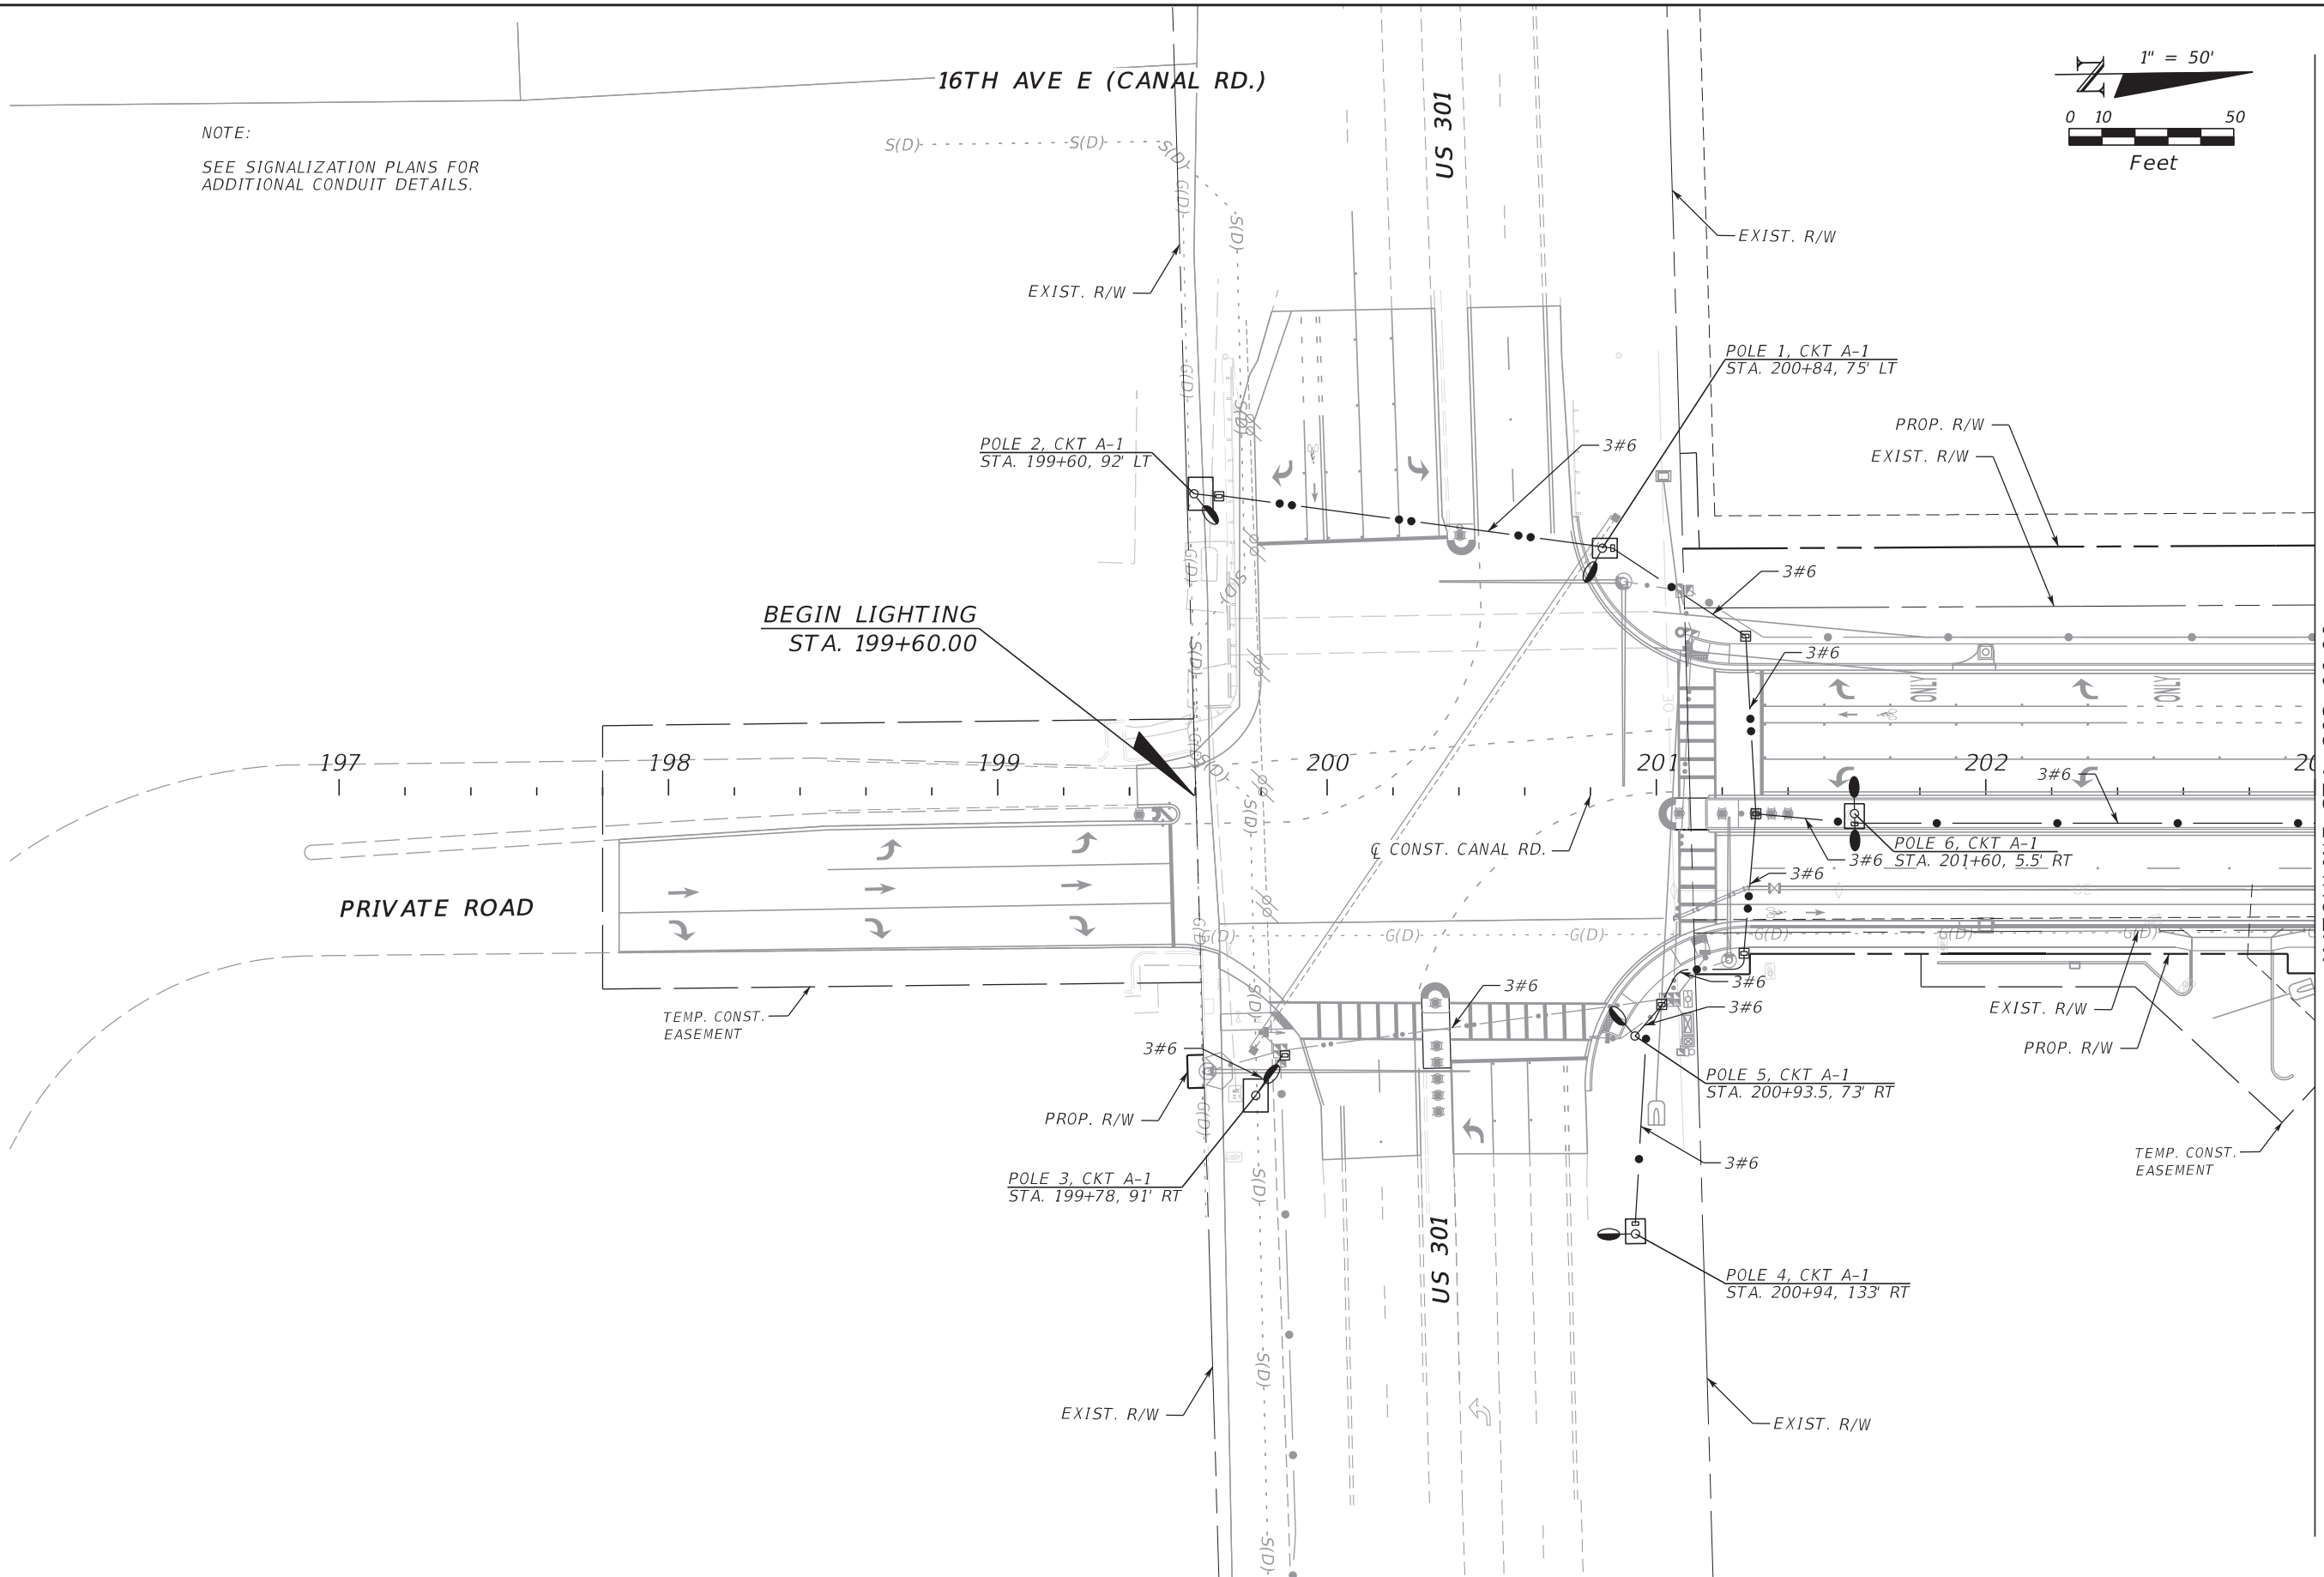 16TH AVE E (CANAL RD.)
US 301
1" = 50'
N
0 10 50
Feet
NOTE:
SEE SIGNALIZATION PLANS FOR
ADDITIONAL CONDUIT DETAILS.
S(D)
S(D)
S(D)
G(D)
S(D)
EXIST. R/W
EXIST. R/W
POLE 1, CKT A-1
STA. 200+84, 75' LT
G(D)
S(D)
PROP. R/W
EXIST. R/W
POLE 2, CKT A-1
STA. 199+60, 92' LT
3#6
G(D)
S(D)
3#6
BEGIN LIGHTING
STA. 199+60.00
S(D)
3#6
OE
ONLY
ONLY
G(D)
S(D)
197
198
199
200
201
202
20
3#6
S(D)
℄ CONST. CANAL RD.
POLE 6, CKT A-1
STA. 201+60, 5.5' RT
3#6
3#6
OE
PRIVATE ROAD
G(D)
G(D)
G(D)
G(D)
G(D)
G(D)
G(D)
S(D)
3#6
3#6
3#6
EXIST. R/W
TEMP. CONST.
EASEMENT
3#6
PROP. R/W
POLE 5, CKT A-1
STA. 200+93.5, 73' RT
PROP. R/W
G(D)
3#6
TEMP. CONST.
EASEMENT
POLE 3, CKT A-1
STA. 199+78, 91' RT
S(D)
US 301
POLE 4, CKT A-1
STA. 200+94, 133' RT
S(D)
EXIST. R/W
EXIST. R/W
S(D)